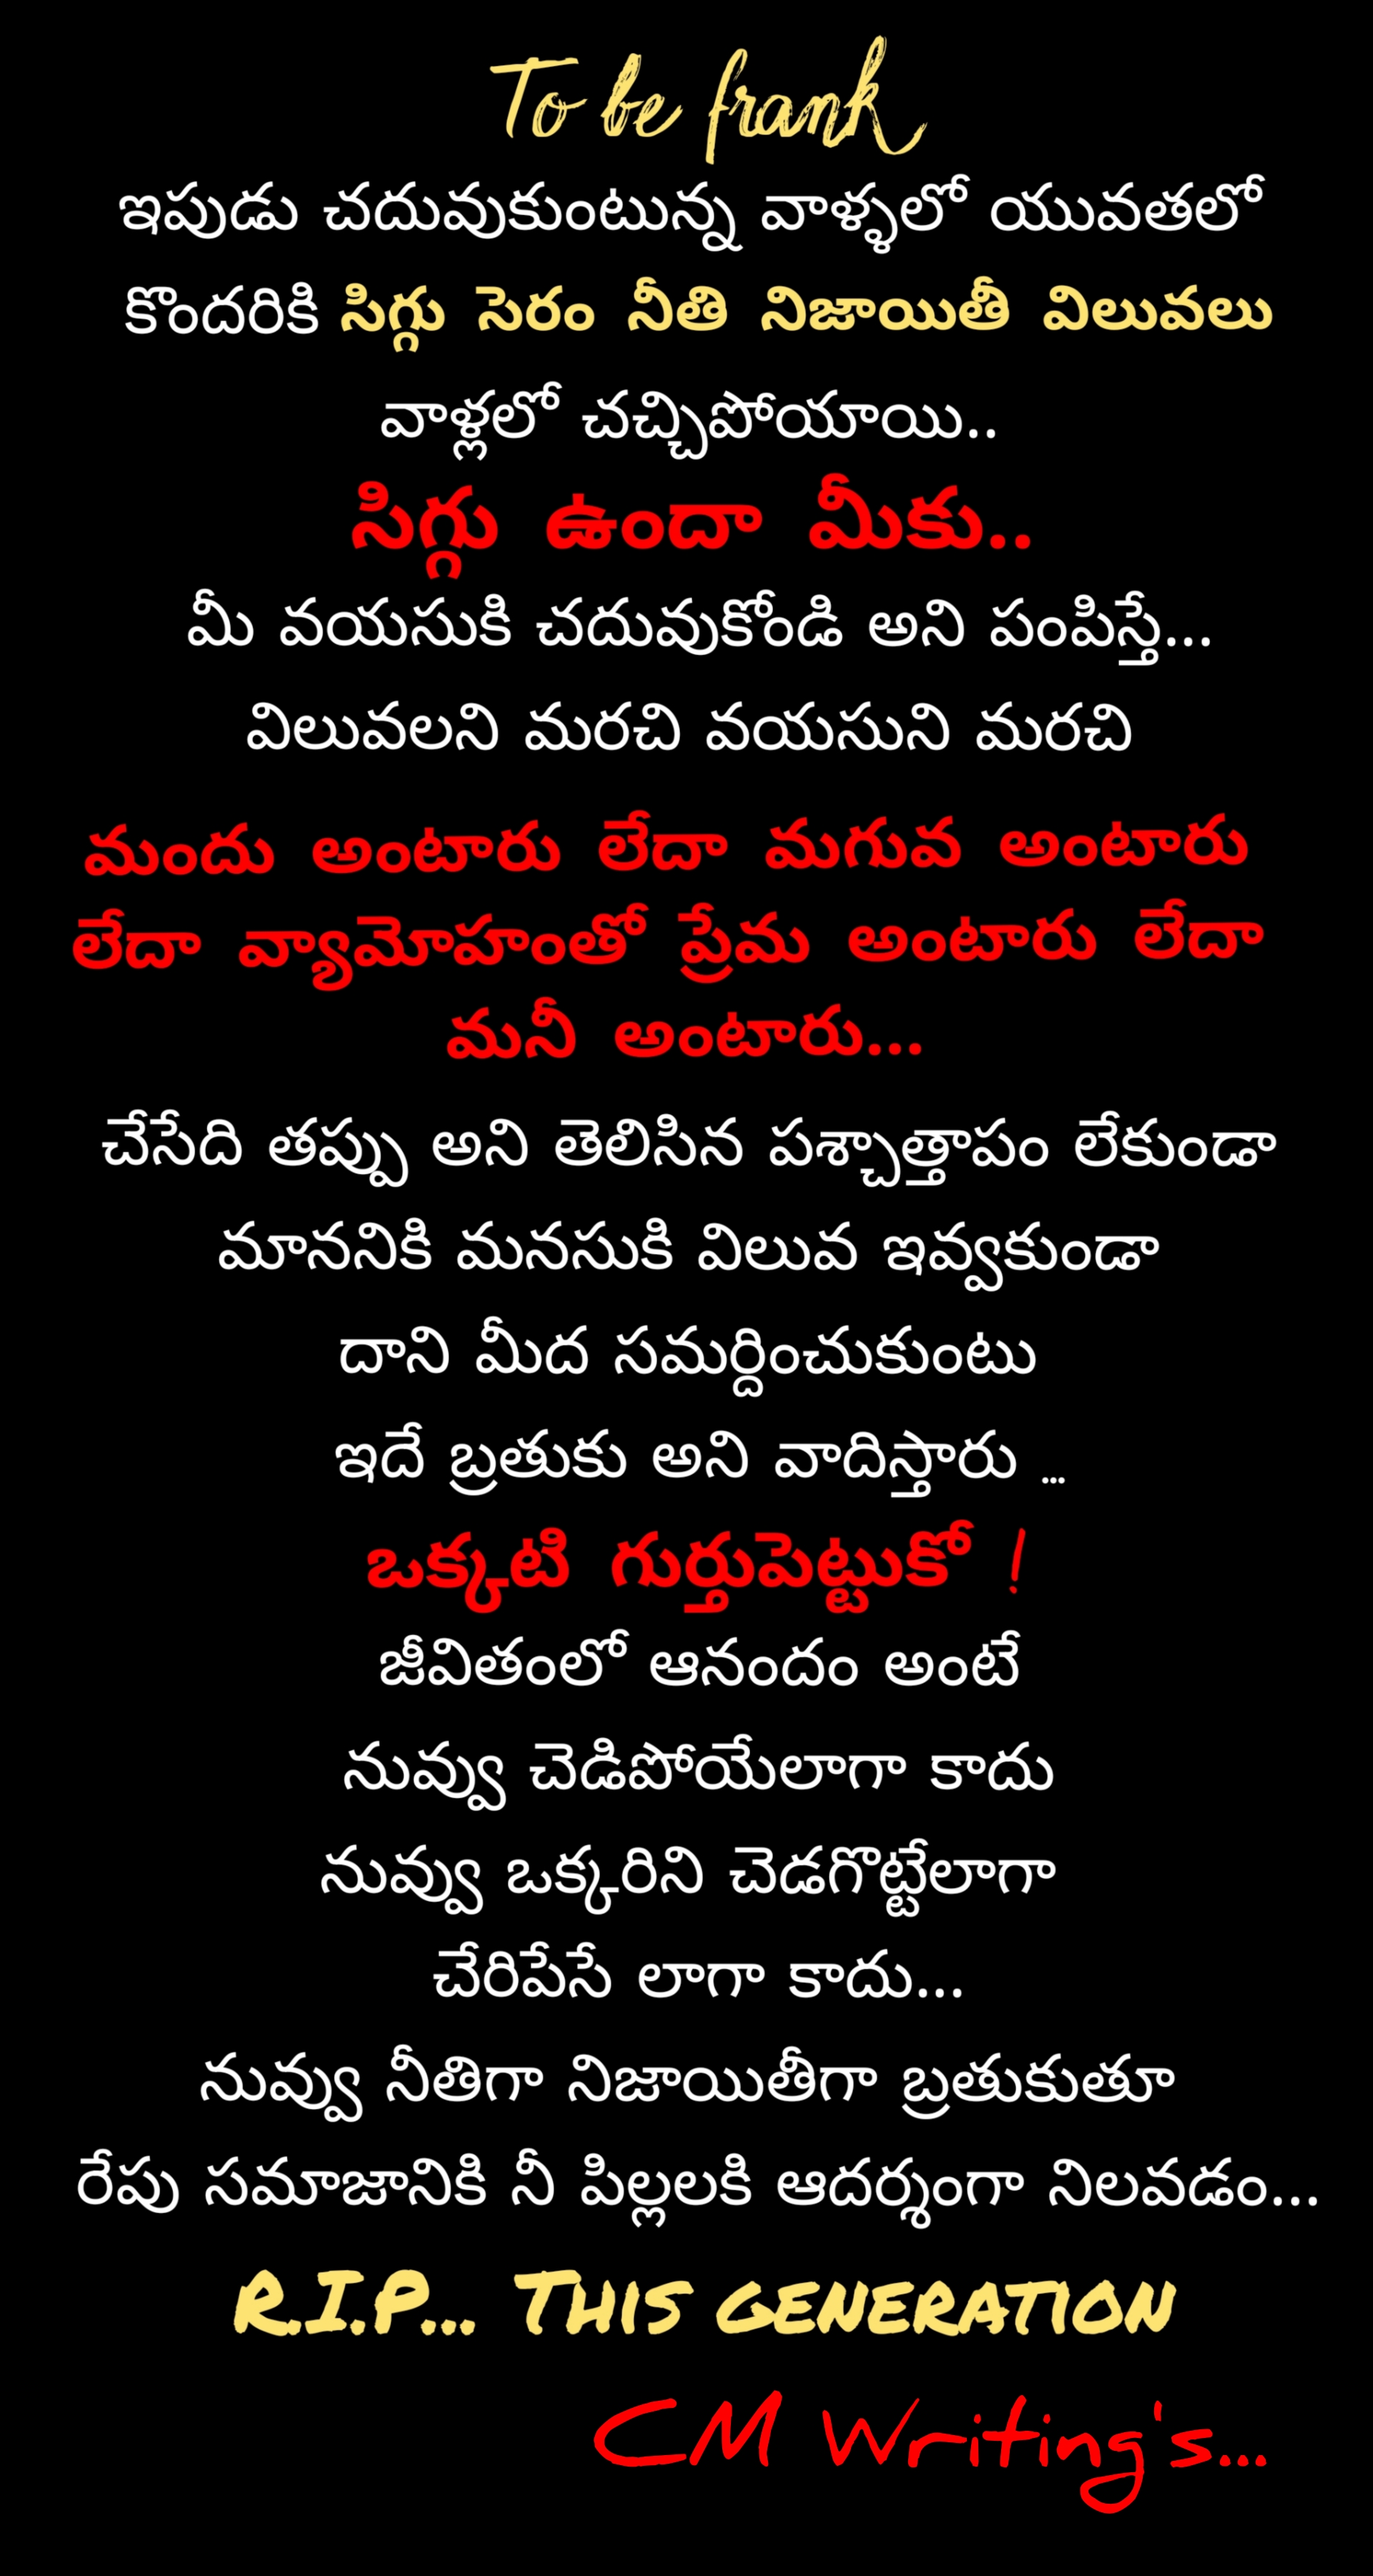 To be frank
ఇపుడు చదువుకుంటున్న వాళ్ళలో యువతలో
కొందరికి సిగ్గు సెరం నీతి నిజాయితీ విలువలు
వాళ్లలో చచ్చిపోయాయి..
సిగ్గు ఉందా మీకు..
మీ వయసుకి చదువుకోండి అని పంపిస్తే...
విలువలని మరచి వయసుని మరచి
మందు అంటారు లేదా మగువ అంటారు
లేదా వ్యామోహంతో ప్రేమ అంటారు లేదా
మనీ అంటారు...
చేసేది తప్పు అని తెలిసిన పశ్చాత్తాపం లేకుండా
మాననికి మనసుకి విలువ ఇవ్వకుండా
దాని మీద సమర్దించుకుంటు
ఇదే బ్రతుకు అని వాదిస్తారు ...
ఒక్కటి గుర్తుపెట్టుకో !
జీవితంలో ఆనందం అంటే
నువ్వు చెడిపోయేలాగా కాదు
నువ్వు ఒక్కరిని చెడగొట్టేలాగా
చేరిపేసే లాగా కాదు...
నువ్వు నీతిగా నిజాయితీగా బ్రతుకుతూ
రేపు సమాజానికి నీ పిల్లలకి ఆదర్శంగా నిలవడం...
R.I.P... THIS GENERATION
CM Writing's...